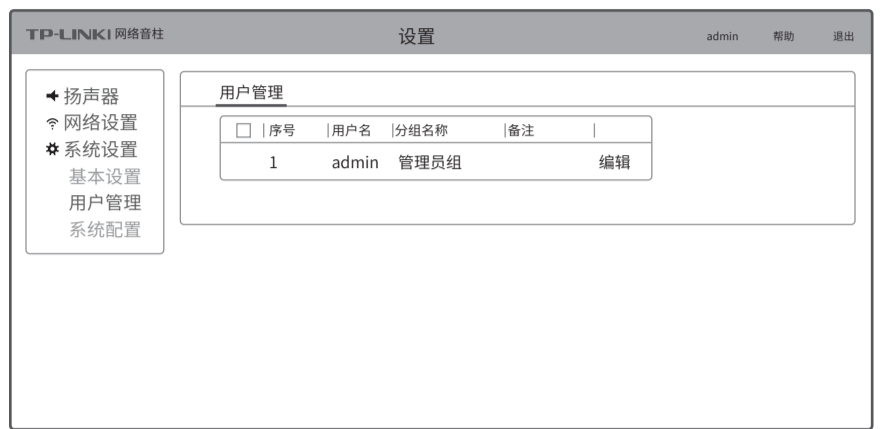 TP-LINK | 网络音柱 设置 admin 帮助 退出
扬声器
网络设置
系统设置
基本设置
用户管理
系统配置
用户管理
序号 用户名 分组名称 备注
1 admin 管理员组 编辑